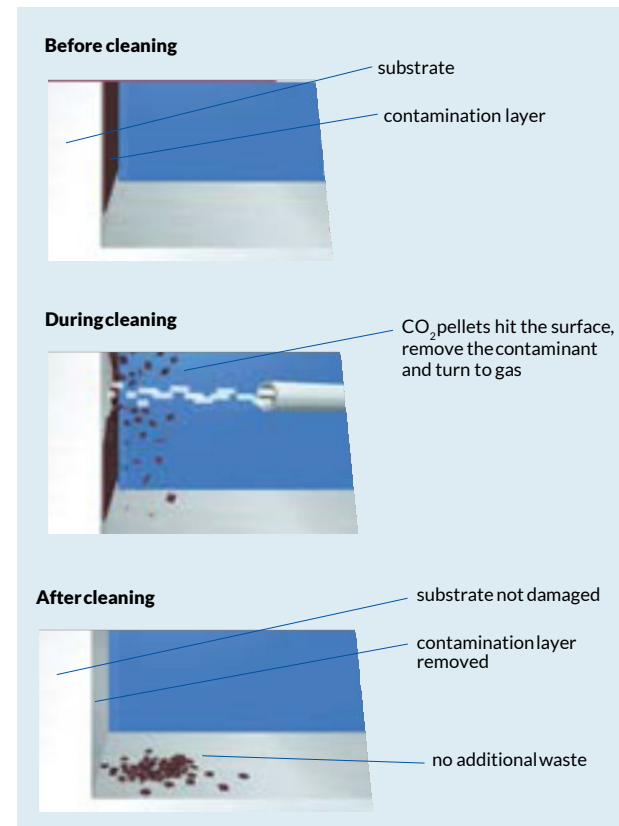 Before cleaning
substrate
contamination layer
During cleaning
CO₂ pellets hit the surface,
remove the contaminant
and turn to gas
After cleaning
substrate not damaged
contamination layer
removed
no additional waste